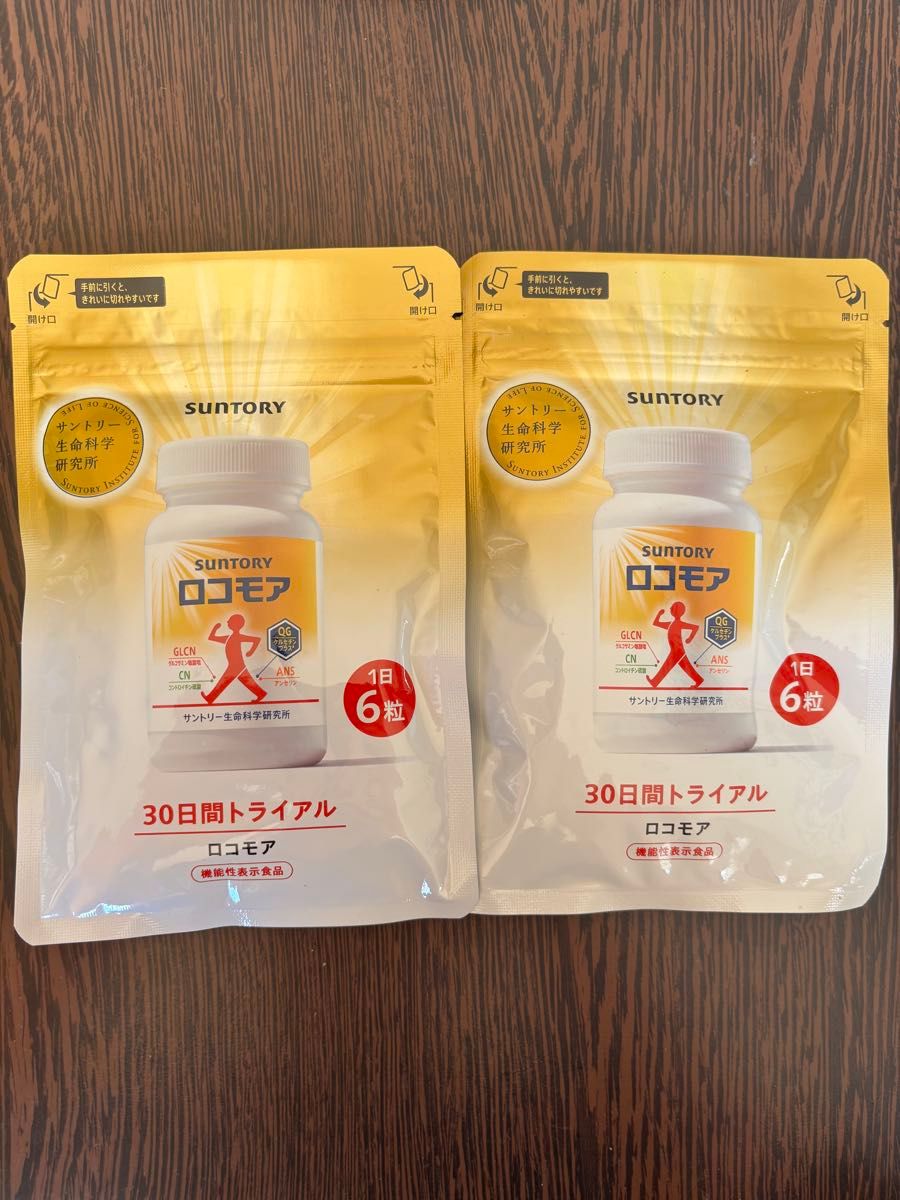 手前に引くと、
きれいに切れやすいです
開け口
開け口
SUNTORY
サントリー
生命科学
研究所
SUNTORY INSTITUTE FOR SCIENCE OF LIFE
SUNTORY
ロコモア
QG
ケルセチン
プラス
GLCN
グルコサミン塩酸塩
CN
コンドロイチン硫酸
ANS
アンセリン
サントリー生命科学研究所
1日
6粒
30日間トライアル
ロコモア
機能性表示食品
手前に引くと、
きれいに切れやすいです
開け口
開け口
SUNTORY
サントリー
生命科学
研究所
SUNTORY INSTITUTE FOR SCIENCE OF LIFE
SUNTORY
ロコモア
QG
ケルセチン
プラス
GLCN
グルコサミン塩酸塩
CN
コンドロイチン硫酸
ANS
アンセリン
サントリー生命科学研究所
1日
6粒
30日間トライアル
ロコモア
機能性表示食品